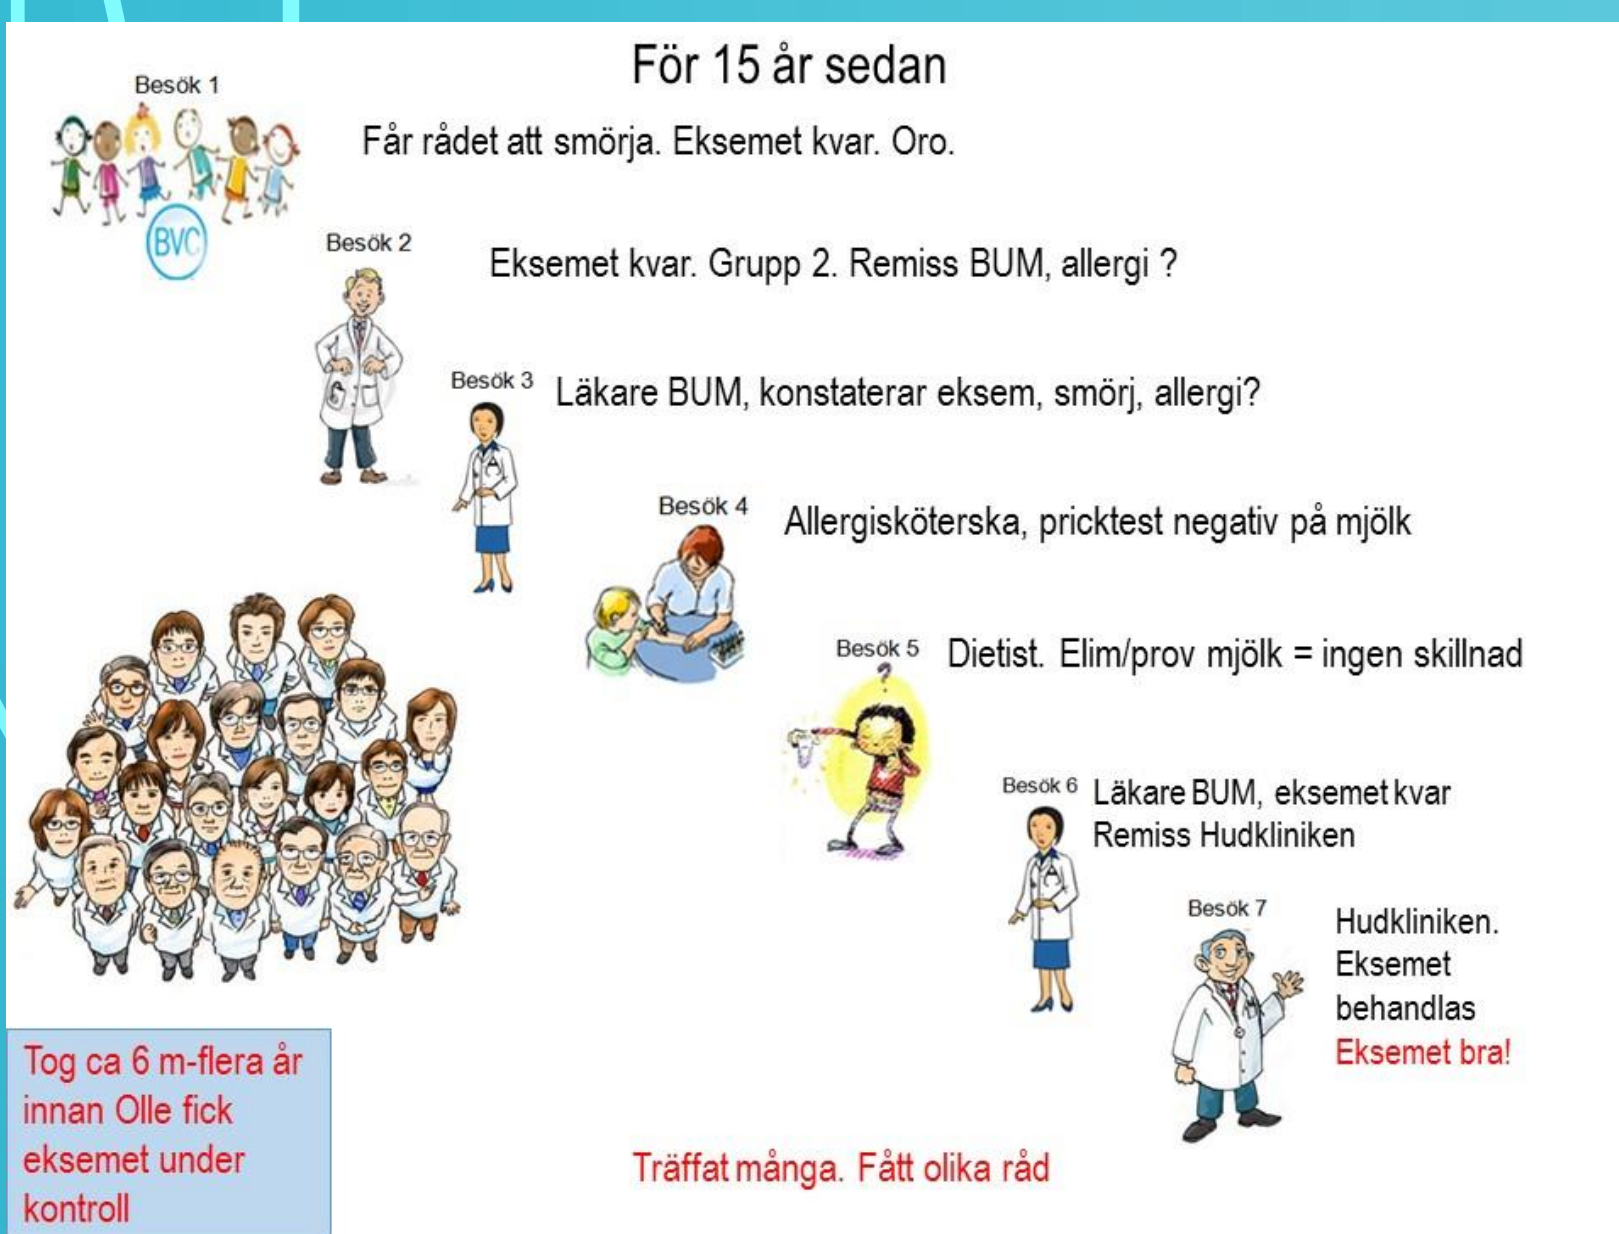 För 15 år sedan
Besök 1
Får rådet att smörja. Eksemet kvar. Oro.
BVC
Besök 2
Eksemet kvar. Grupp 2. Remiss BUM, allergi ?
Besök 3
Läkare BUM, konstaterar eksem, smörj, allergi?
Besök 4
Allergisköterska, pricktest negativ på mjölk
Besök 5
?
Dietist. Elim/prov mjölk = ingen skillnad
Besök 6
Läkare BUM, eksemet kvar
Remiss Hudkliniken
Besök 7
Hudkliniken.
Eksemet
behandlas
Eksemet bra!
Tog ca 6 m-flera år
innan Olle fick
eksemet under
kontroll
Träffat många. Fått olika råd